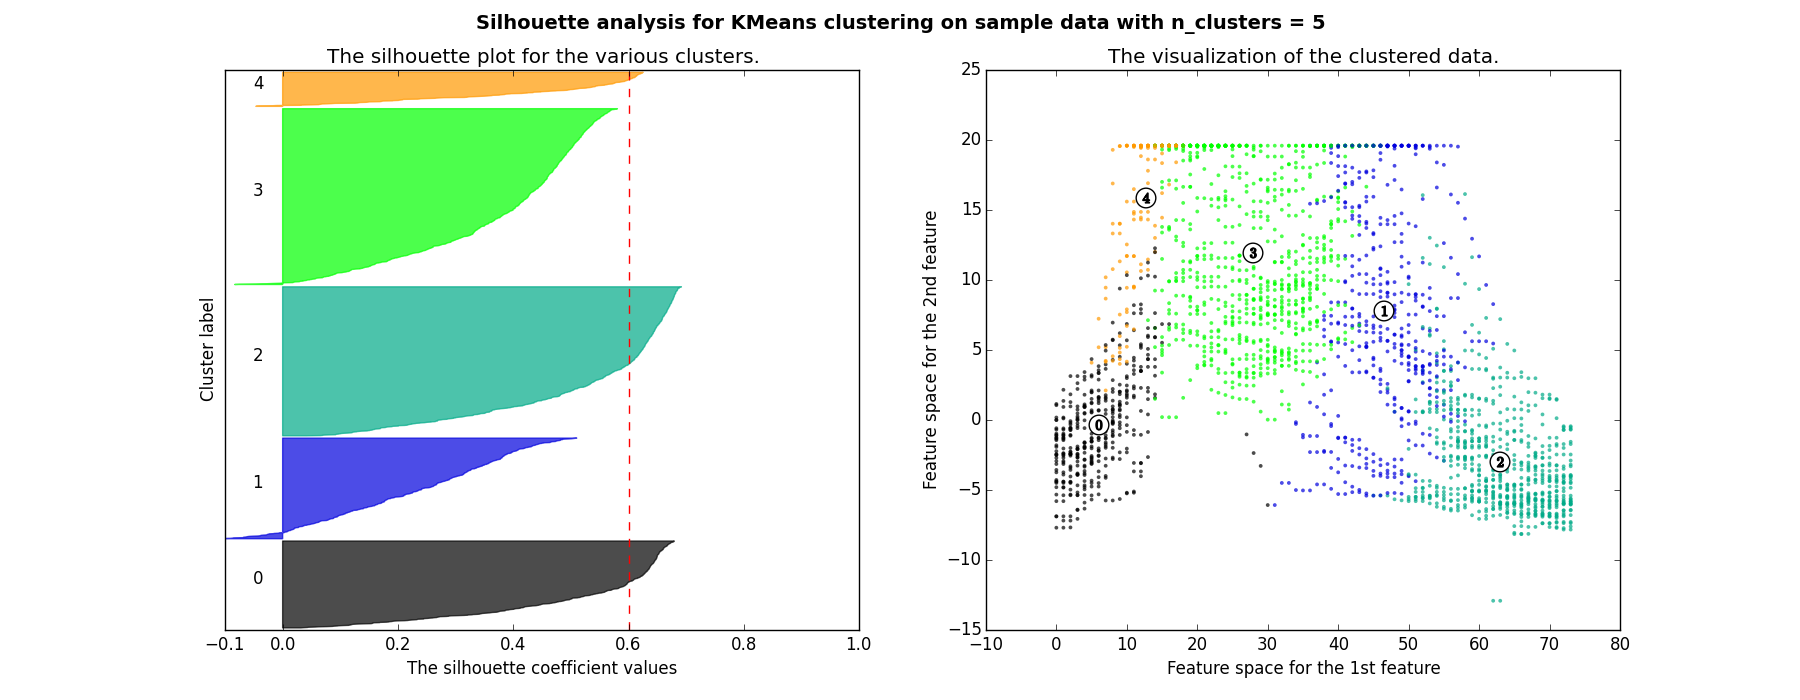 Silhouette analysis for KMeans clustering on sample data with n_clusters = 5
The silhouette plot for the various clusters.
4
3
2
1
0
Cluster label
−0.1 0.0 0.2 0.4 0.6 0.8 1.0
The silhouette coefficient values
The visualization of the clustered data.
25
20
15
10
5
0
−5
−10
−15
Feature space for the 2nd feature
4
3
1
0
2
−10 0 10 20 30 40 50 60 70 80
Feature space for the 1st feature